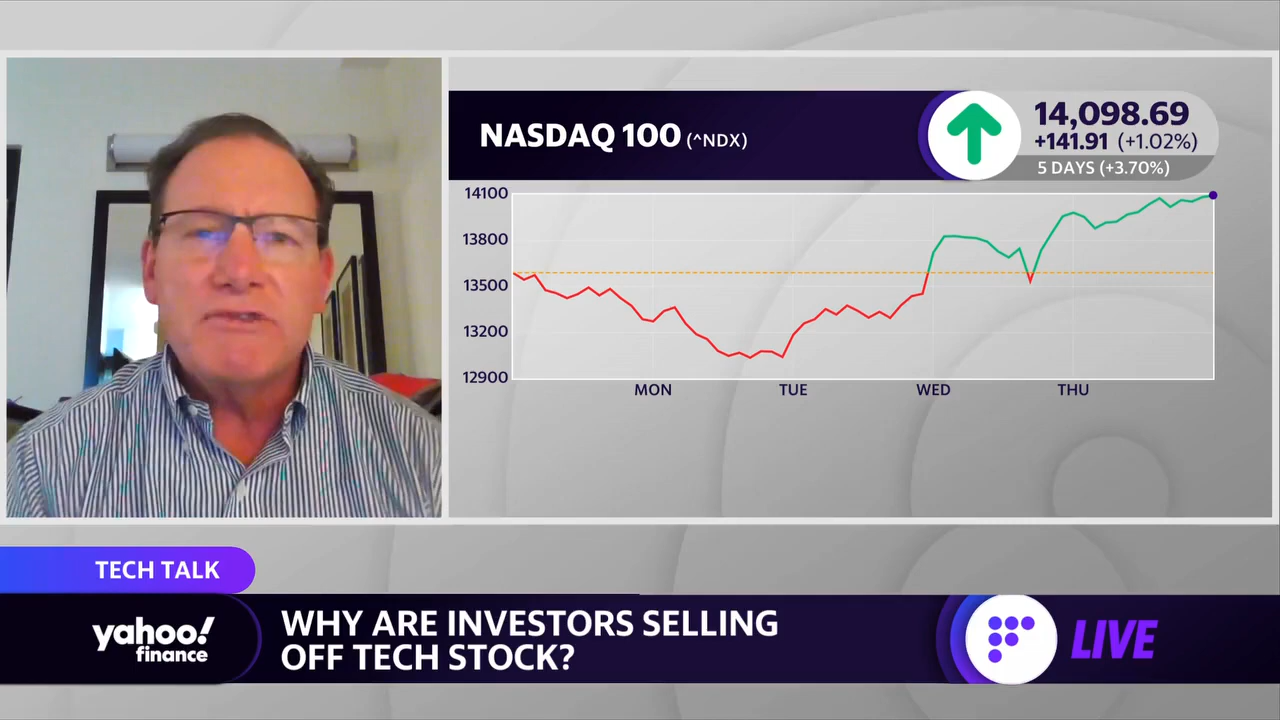 NASDAQ 100 (^NDX)
14,098.69
+141.91 (+1.02%)
5 DAYS (+3.70%)
14100
13800
13500
13200
12900
MON TUE WED THU
TECH TALK
yahoo!
finance
WHY ARE INVESTORS SELLING
OFF TECH STOCK?
LIVE